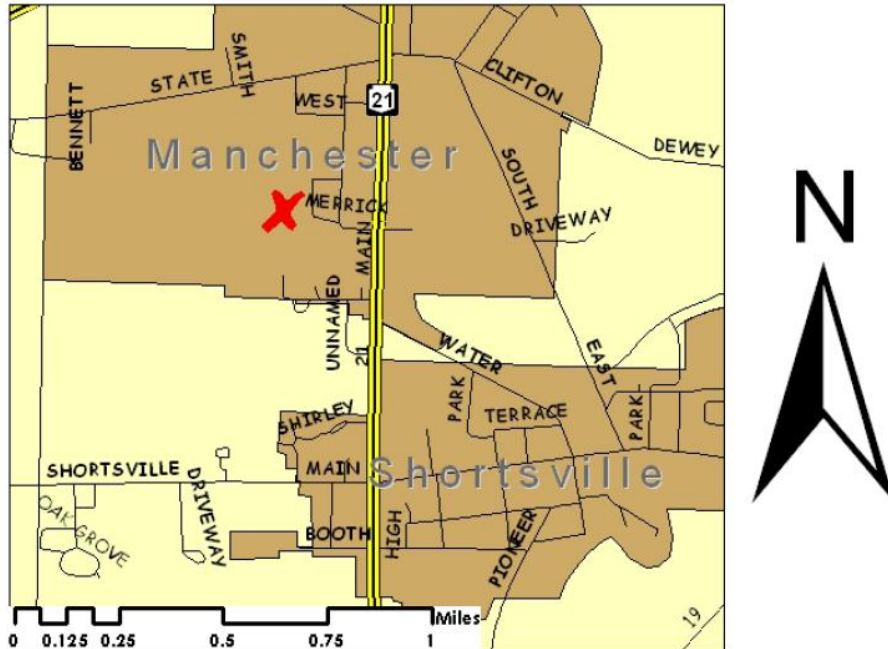 SMITH
STATE
BENNETT
WEST
21
CLIFTON
DEWEY
Manchester
SOUTH
MERRICK
DRIVEWAY
MAIN
N
UNNAMED
21
WATER
EAST
PARK
PARK
TERRACE
SHIRLEY
SHORTSVILLE
MAIN
Shortsville
DRIVEWAY
OAK GROVE
BOOTH
HIGH
PIONEER
19
Miles
0 0.125 0.25 0.5 0.75 1